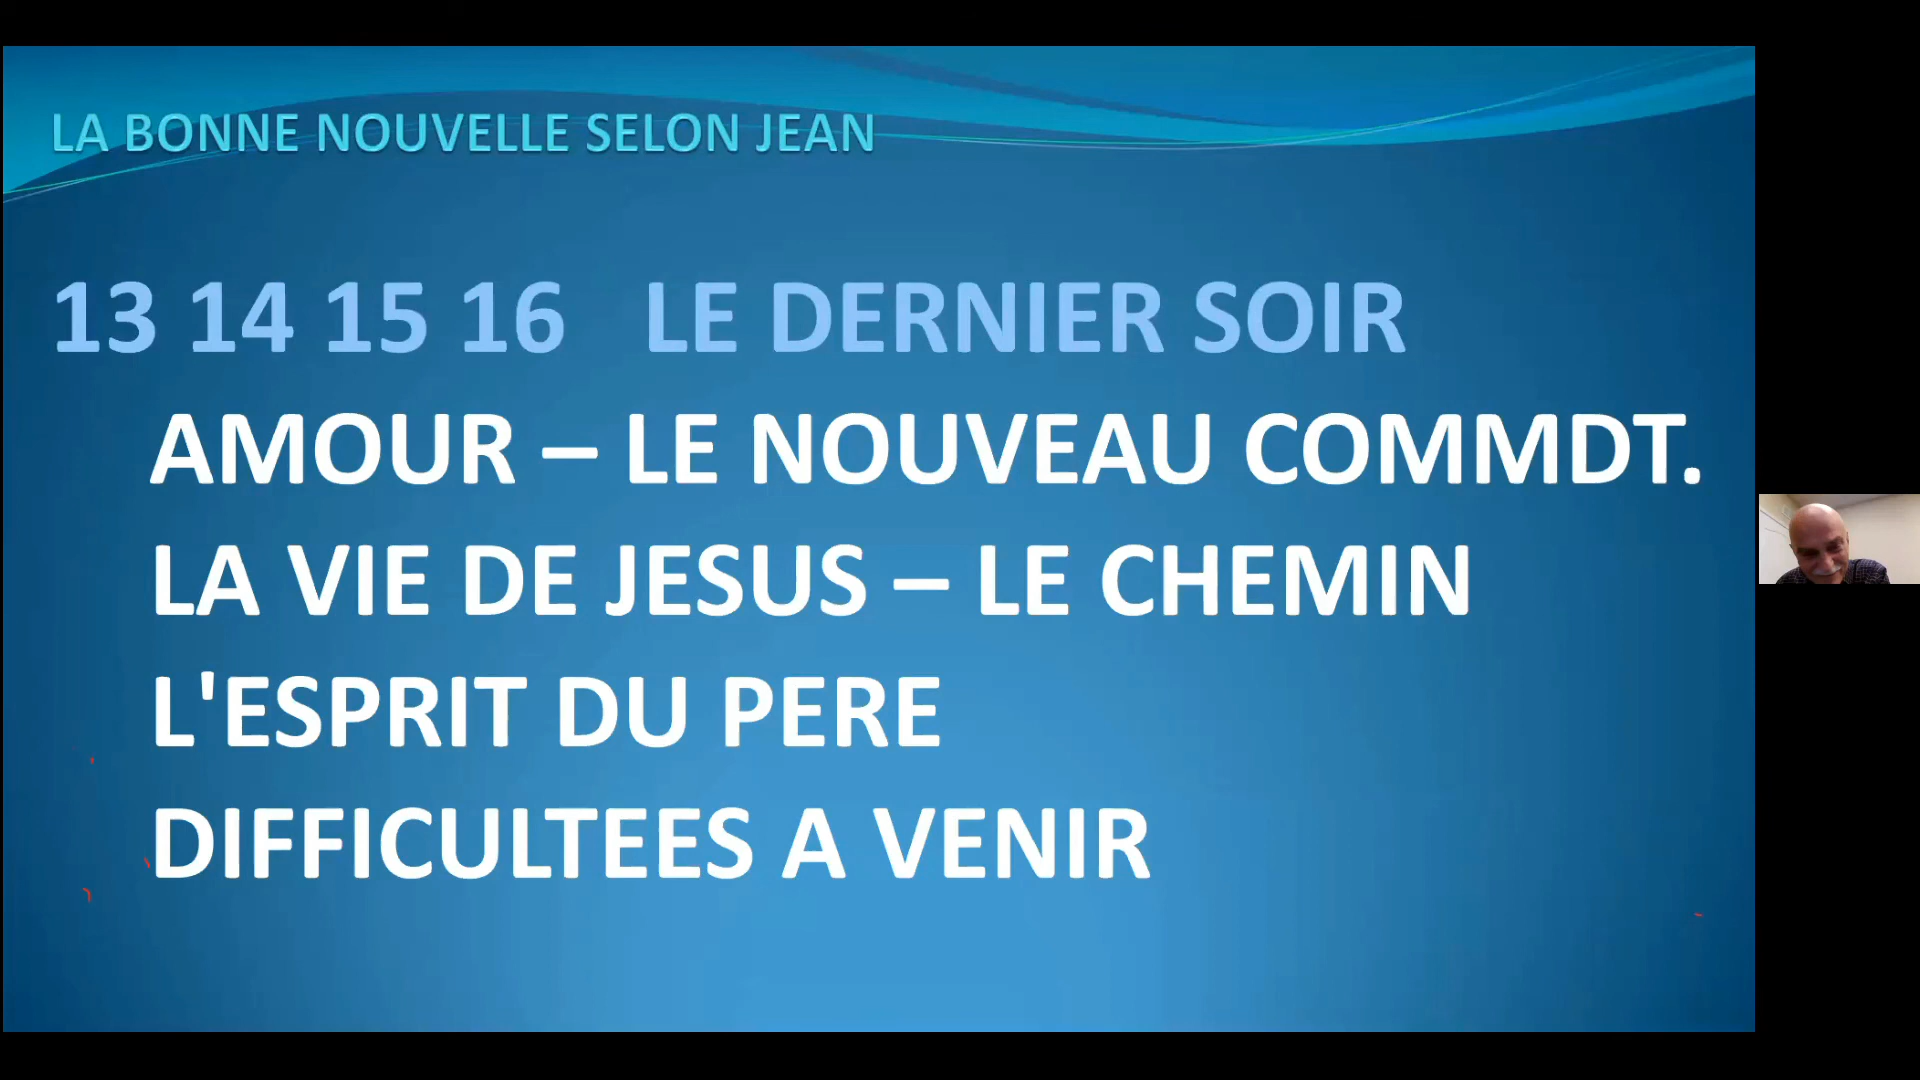 LA BONNE NOUVELLE SELON JEAN
13 14 15 16 LE DERNIER SOIR
AMOUR – LE NOUVEAU COMMDT.
LA VIE DE JESUS – LE CHEMIN
L'ESPRIT DU PERE
DIFFICULTEES A VENIR